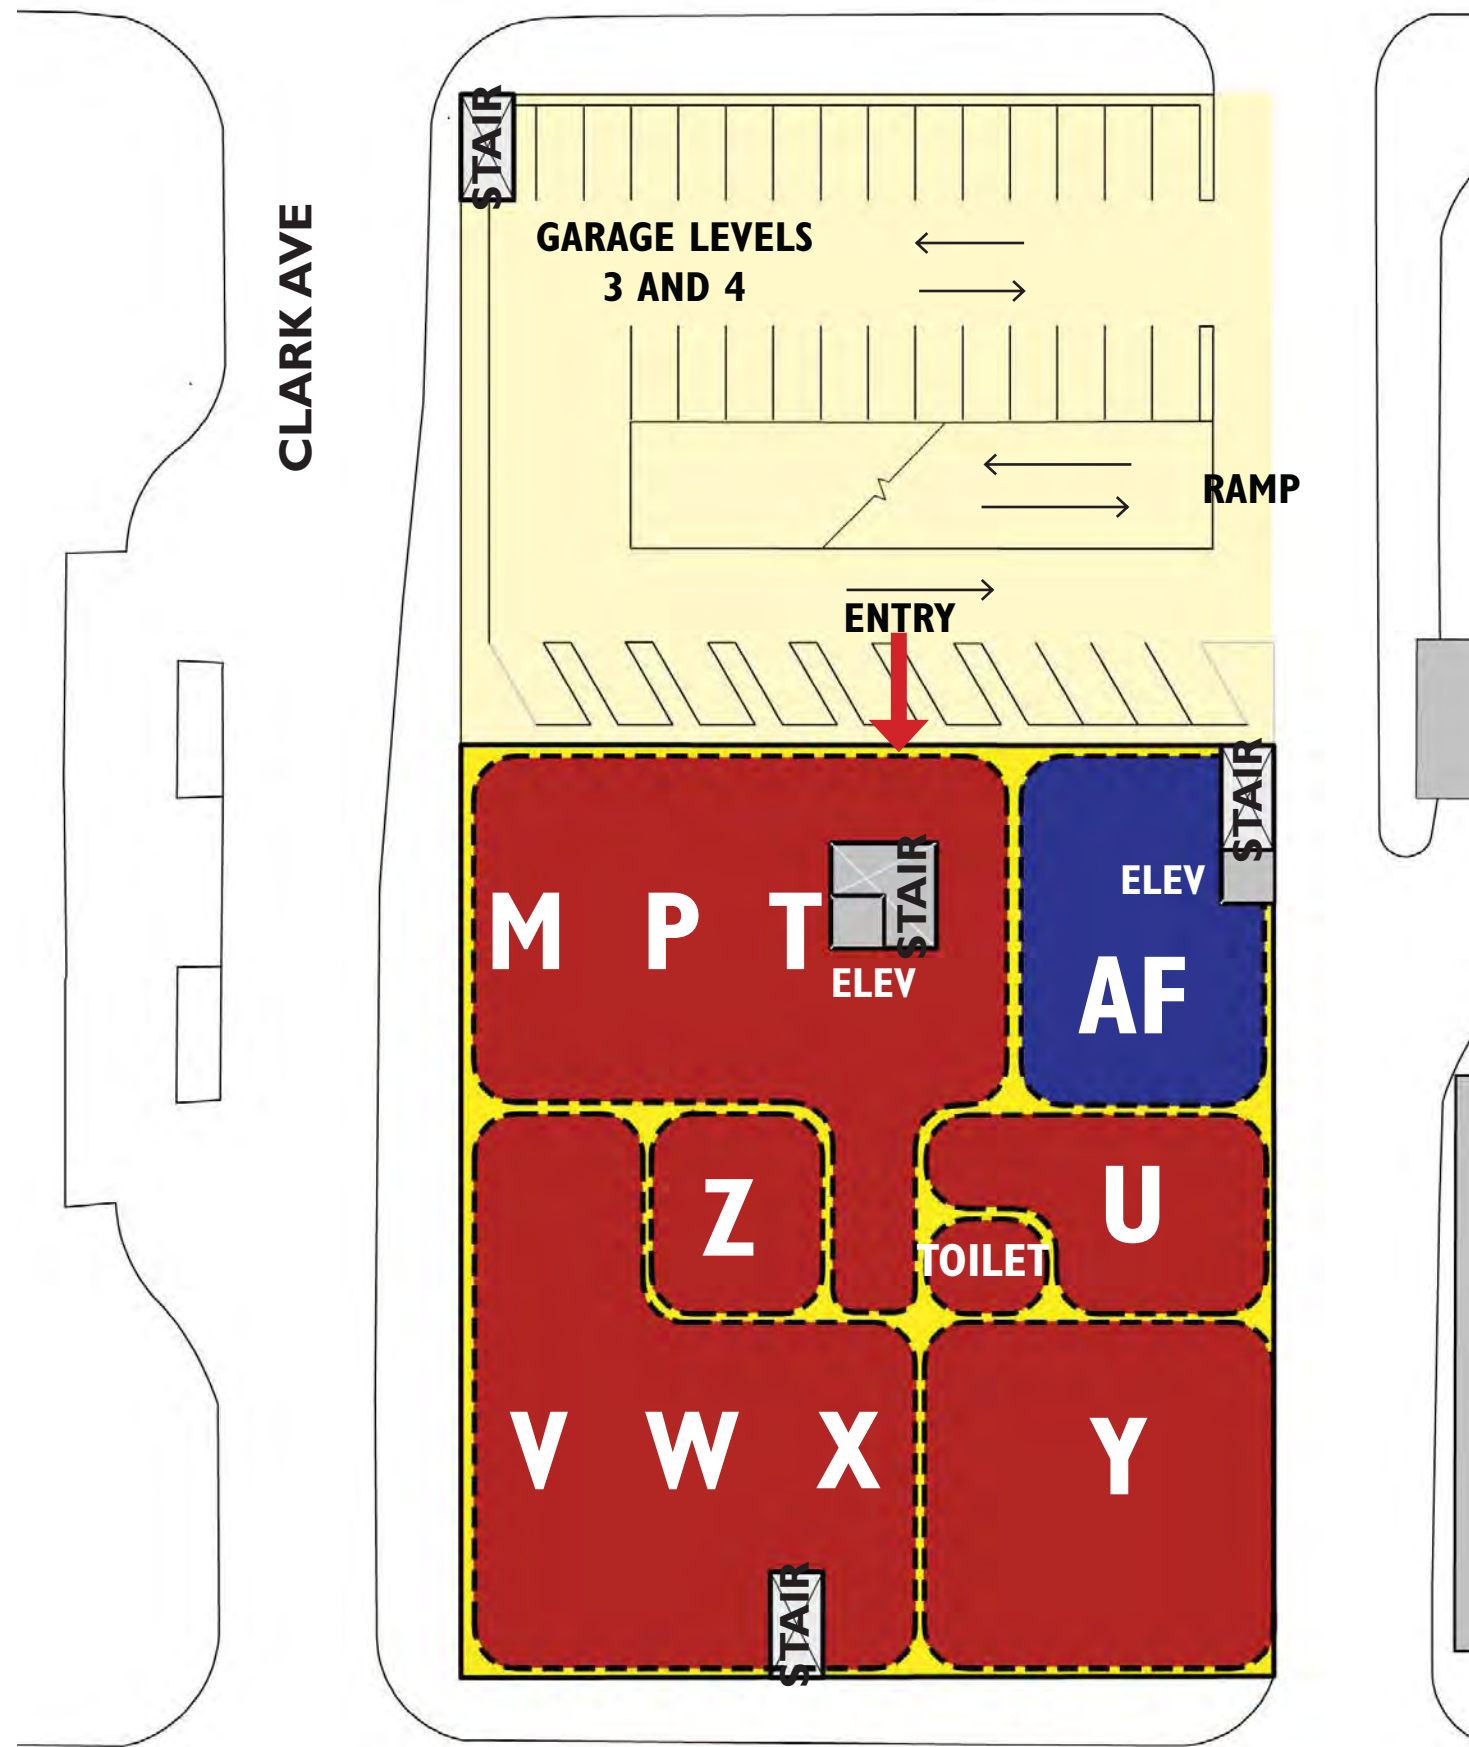 STAIR
CLARK AVE
GARAGE LEVELS
3 AND 4
RAMP
ENTRY
STAIR
STAIR
ELEV
M P T
ELEV
AF
Z
U
TOILET
V W X
Y
STAIR